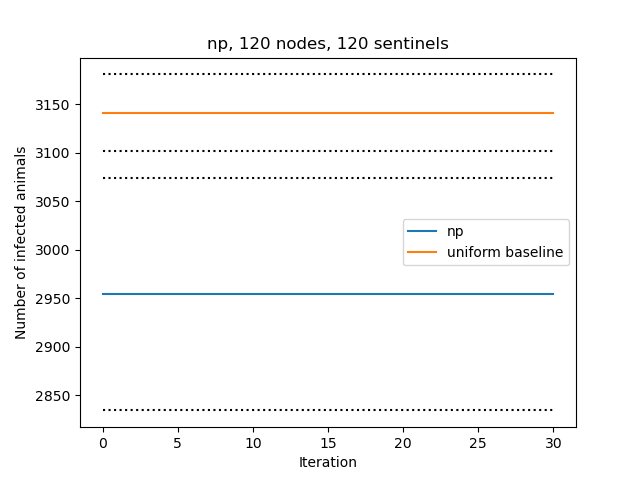 np, 120 nodes, 120 sentinels
Number of infected animals
3150
3100
3050
3000
2950
2900
2850
np
uniform baseline
0 5 10 15 20 25 30
Iteration